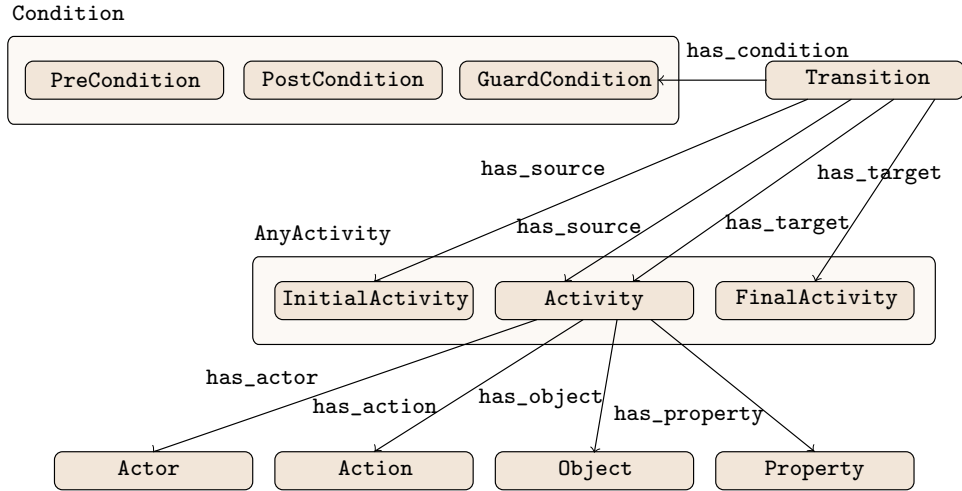 Condition
has_condition
PreCondition
PostCondition
GuardCondition
Transition
has_source
has_target
has_source
has_target
AnyActivity
InitialActivity
Activity
FinalActivity
has_actor
has_action
has_object
has_property
Actor
Action
Object
Property